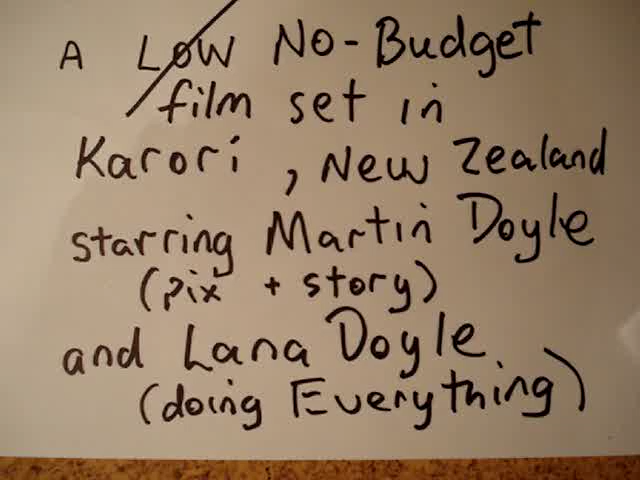 A Low No-Budget
film set in
Karori, New Zealand
starring Martin Doyle
(pix + story)
and Lana Doyle
(doing Everything)